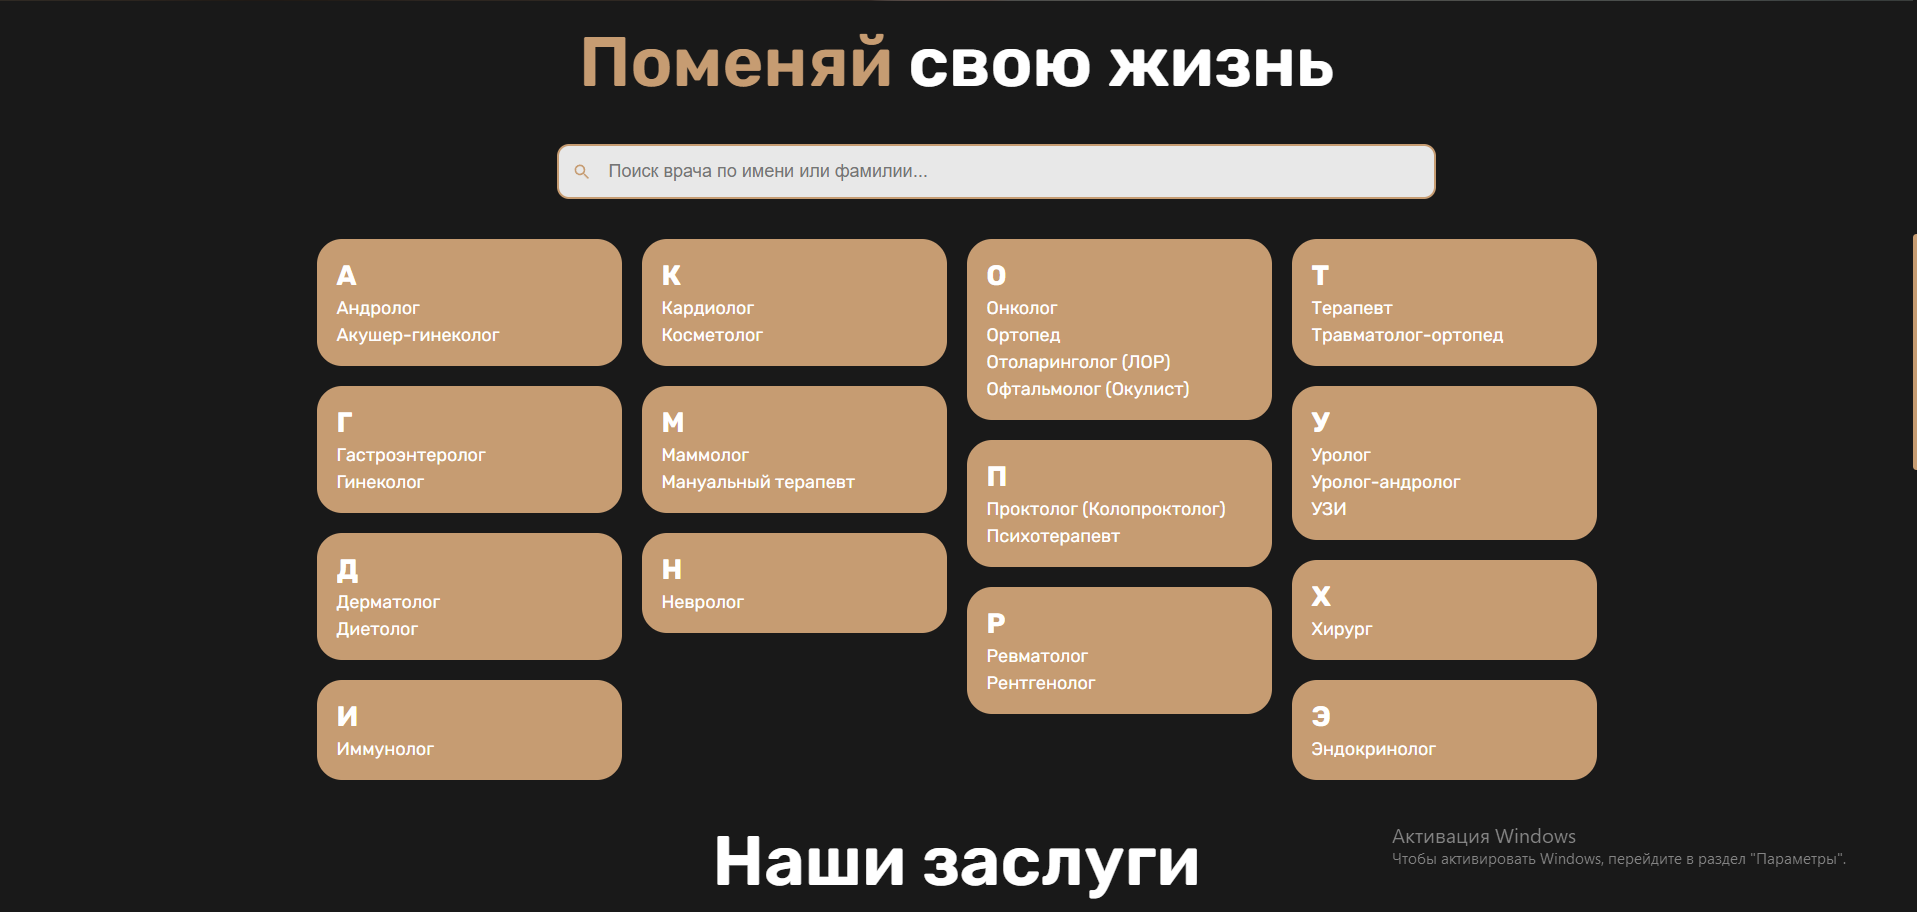 Поменяй свою жизнь
Поиск врача по имени или фамилии...
А
Андролог
Акушер-гинеколог
Г
Гастроэнтеролог
Гинеколог
Д
Дерматолог
Диетолог
И
Иммунолог
К
Кардиолог
Косметолог
М
Маммолог
Мануальный терапевт
Н
Невролог
О
Онколог
Ортопед
Отоларинголог (ЛОР)
Офтальмолог (Окулист)
П
Проктолог (Колопроктолог)
Психотерапевт
Р
Ревматолог
Рентгенолог
Т
Терапевт
Травматолог-ортопед
У
Уролог
Уролог-андролог
УЗИ
Х
Хирург
Э
Эндокринолог
Наши заслуги
Активация Windows
Чтобы активировать Windows, перейдите в раздел "Параметры".